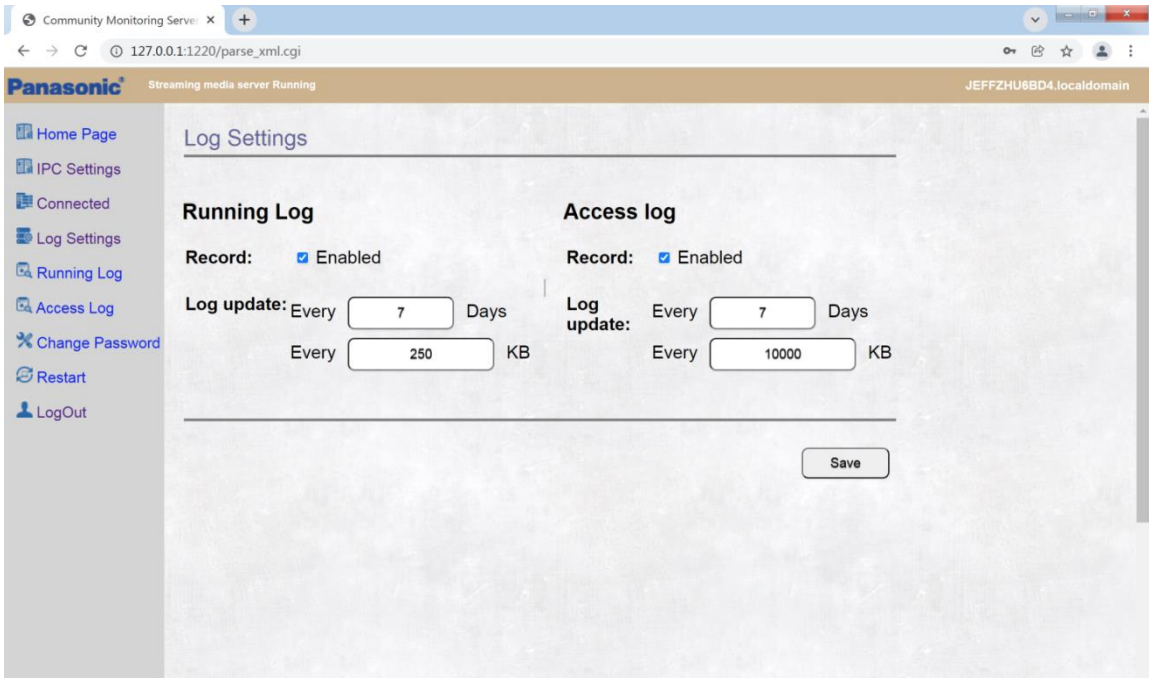 Community Monitoring Serve
127.0.0.1:1220/parse_xml.cgi
Panasonic Streaming media server Running JEFFZHU6BD4.localdomain
Home Page
IPC Settings
Connected
Log Settings
Running Log
Access Log
Change Password
Restart
LogOut
Log Settings
Running Log
Record: Enabled
Log update: Every 7 Days
Every 250 KB
Access log
Record: Enabled
Log update: Every 7 Days
Every 10000 KB
Save